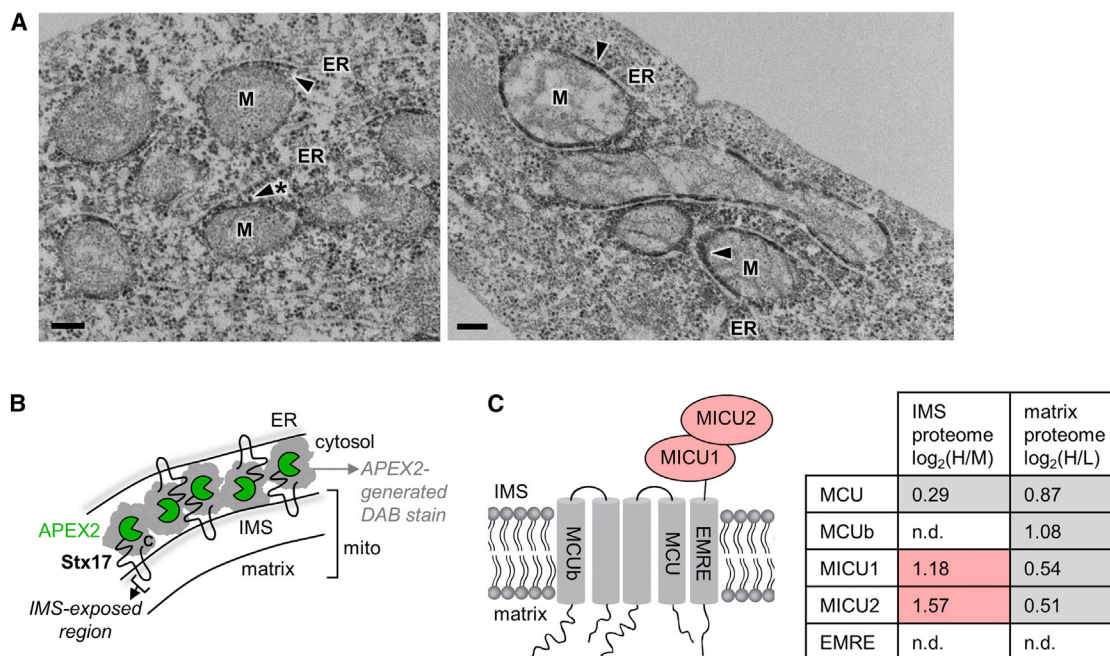 A
ER
M
ER
*
M
ER
M
M
ER
B
ER
cytosol
APEX2-
generated
DAB stain
APEX2
C
Stx17
IMS
mito
matrix
IMS-exposed
region
C
MICU2
MICU1
IMS
MCUb
MCU
EMRE
matrix
IMS proteome log₂(H/M)
matrix proteome log₂(H/L)
MCU 0.29 0.87
MCUb n.d. 1.08
MICU1 1.18 0.54
MICU2 1.57 0.51
EMRE n.d. n.d.